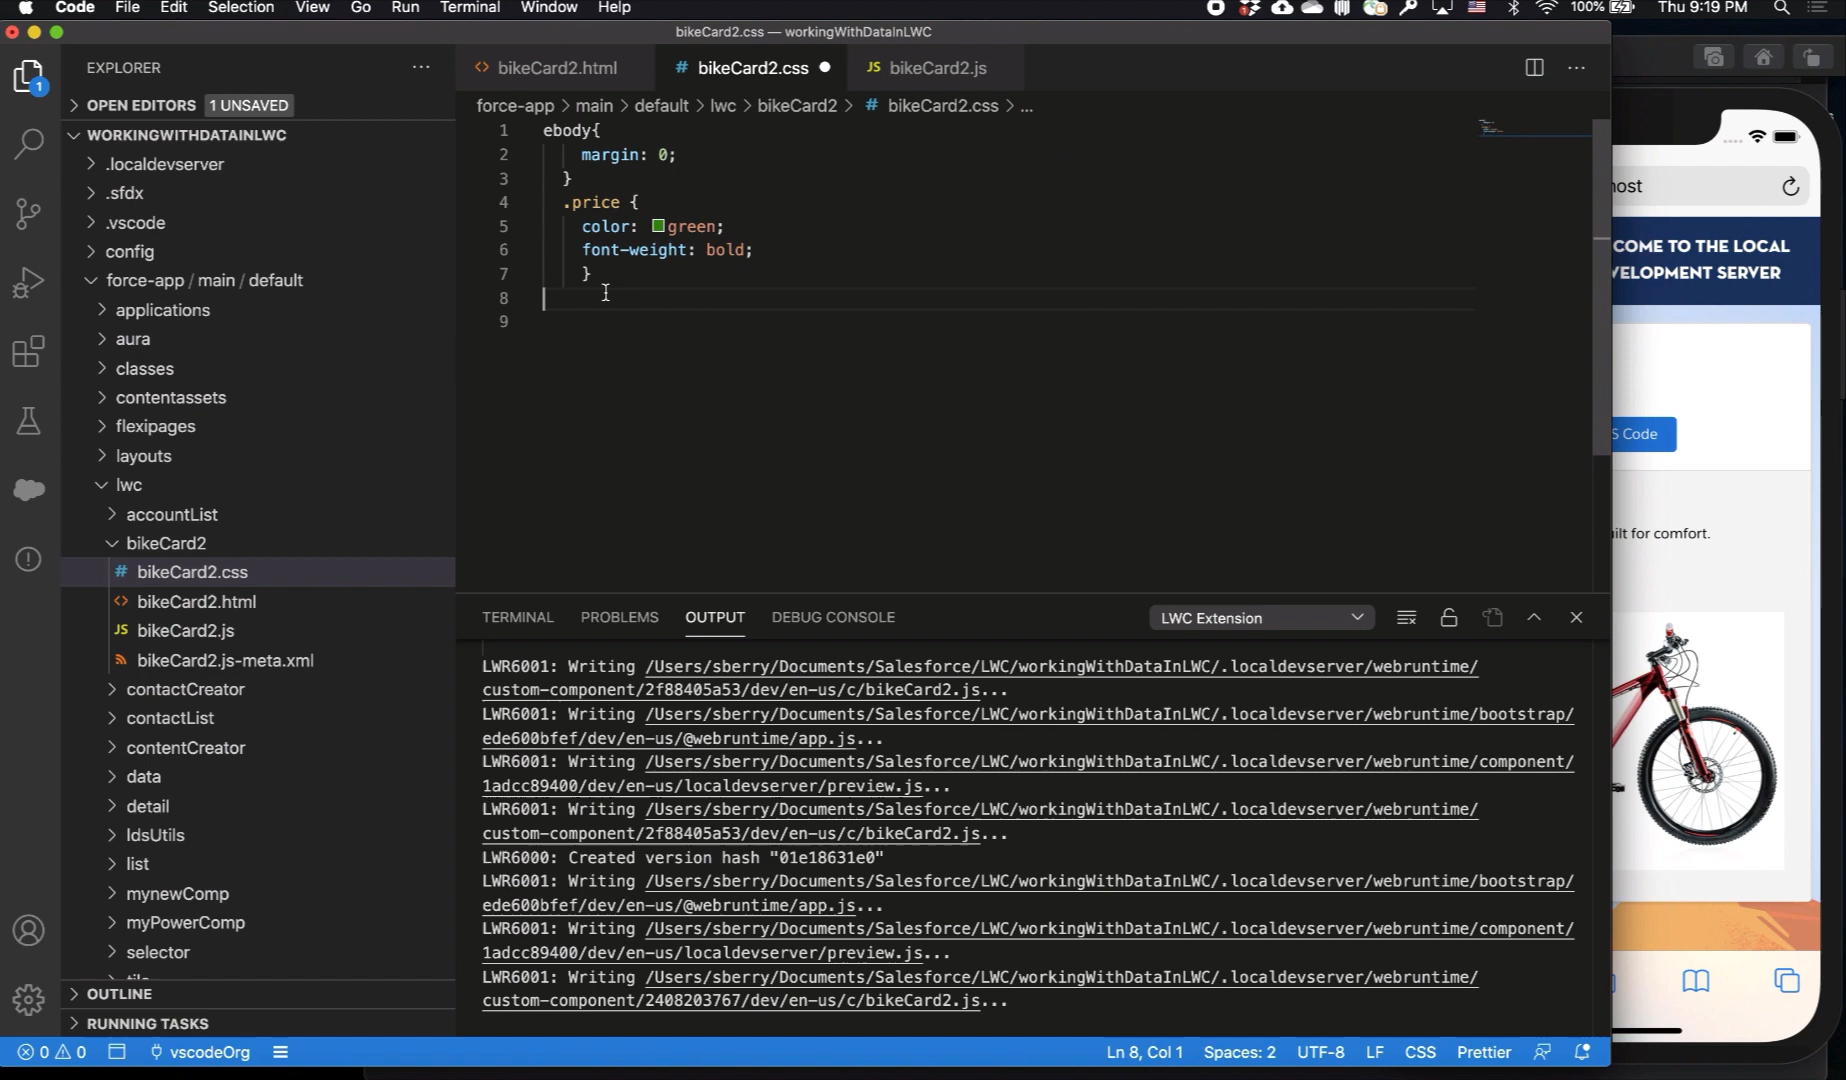 Code File Edit Selection View Go Run Terminal Window Help 100% Thu 9:19 PM
bikeCard2.css — workingWithDataInLWC
EXPLORER
OPEN EDITORS 1 UNSAVED
WORKINGWITHDATAINLWC
.localdevserver
.sfdx
.vscode
config
force-app / main / default
applications
aura
classes
contentassets
flexipages
layouts
lwc
accountList
bikeCard2
# bikeCard2.css
<> bikeCard2.html
JS bikeCard2.js
bikeCard2.js-meta.xml
contactCreator
contactList
contentCreator
data
detail
ldsUtils
list
mynewComp
myPowerComp
selector
OUTLINE
RUNNING TASKS
1
<> bikeCard2.html # bikeCard2.css JS bikeCard2.js
force-app > main > default > lwc > bikeCard2 > # bikeCard2.css > ...
1 ebody{
2 margin: 0;
3 }
4 .price {
5 color: green;
6 font-weight: bold;
7 }
8
9
TERMINAL PROBLEMS OUTPUT DEBUG CONSOLE LWC Extension
LWR6001: Writing /Users/sberry/Documents/Salesforce/LWC/workingWithDataInLWC/.localdevserver/webruntime/
custom-component/2f88405a53/dev/en-us/c/bikeCard2.js...
LWR6001: Writing /Users/sberry/Documents/Salesforce/LWC/workingWithDataInLWC/.localdevserver/webruntime/bootstrap/
ede600bfef/dev/en-us/@webruntime/app.js...
LWR6001: Writing /Users/sberry/Documents/Salesforce/LWC/workingWithDataInLWC/.localdevserver/webruntime/component/
1adcc89400/dev/en-us/localdevserver/preview.js...
LWR6001: Writing /Users/sberry/Documents/Salesforce/LWC/workingWithDataInLWC/.localdevserver/webruntime/
custom-component/2f88405a53/dev/en-us/c/bikeCard2.js...
LWR6000: Created version hash "01e18631e0"
LWR6001: Writing /Users/sberry/Documents/Salesforce/LWC/workingWithDataInLWC/.localdevserver/webruntime/bootstrap/
ede600bfef/dev/en-us/@webruntime/app.js...
LWR6001: Writing /Users/sberry/Documents/Salesforce/LWC/workingWithDataInLWC/.localdevserver/webruntime/component/
1adcc89400/dev/en-us/localdevserver/preview.js...
LWR6001: Writing /Users/sberry/Documents/Salesforce/LWC/workingWithDataInLWC/.localdevserver/webruntime/
custom-component/2408203767/dev/en-us/c/bikeCard2.js...
0 0 vscodeOrg Ln 8, Col 1 Spaces: 2 UTF-8 LF CSS Prettier
ost
COME TO THE LOCAL
VELOPMENT SERVER
S Code
ilt for comfort.